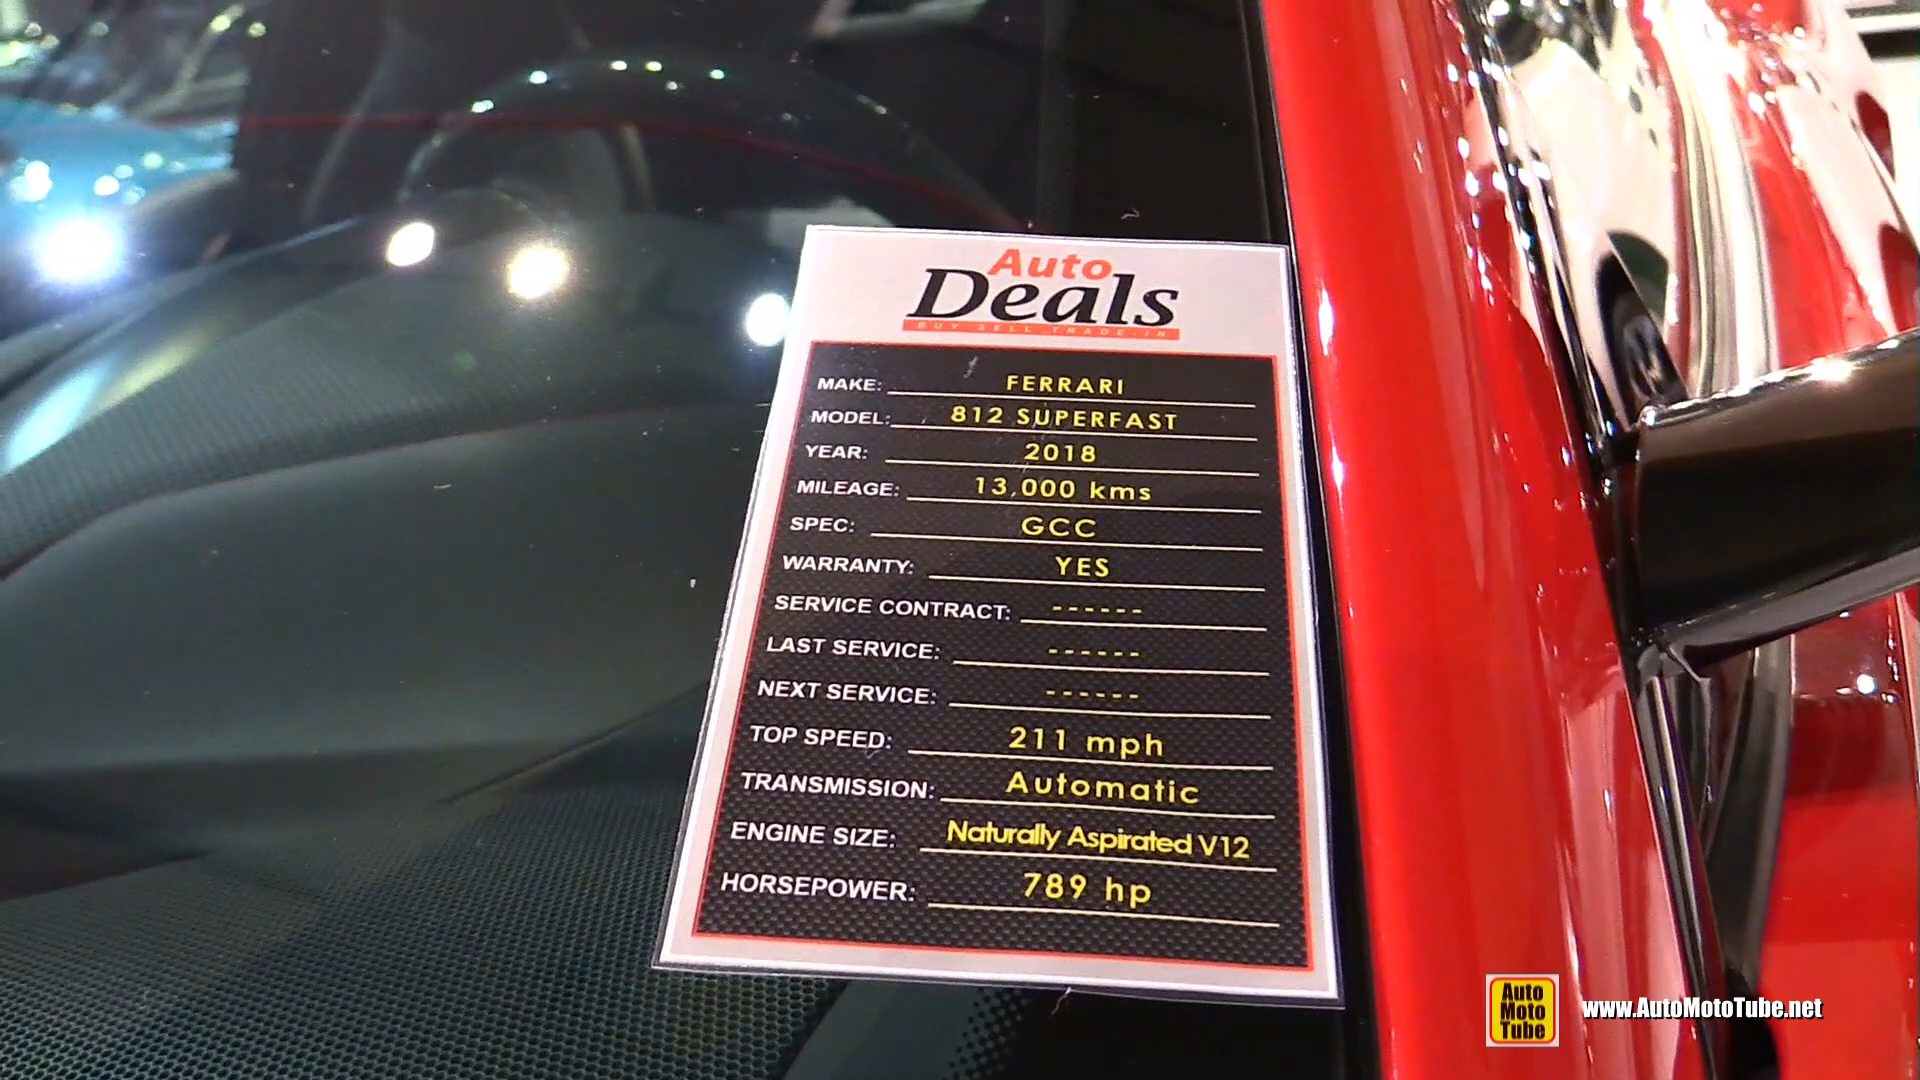 Auto
Deals
BUY SELL TRADE-IN
MAKE: FERRARI
MODEL: 812 SUPERFAST
YEAR: 2018
MILEAGE: 13,000 kms
SPEC: GCC
WARRANTY: YES
SERVICE CONTRACT: ------
LAST SERVICE: ------
NEXT SERVICE: ------
TOP SPEED: 211 mph
TRANSMISSION: Automatic
ENGINE SIZE: Naturally Aspirated V12
HORSEPOWER: 789 hp
Auto
Moto
Tube
www.AutoMotoTube.net